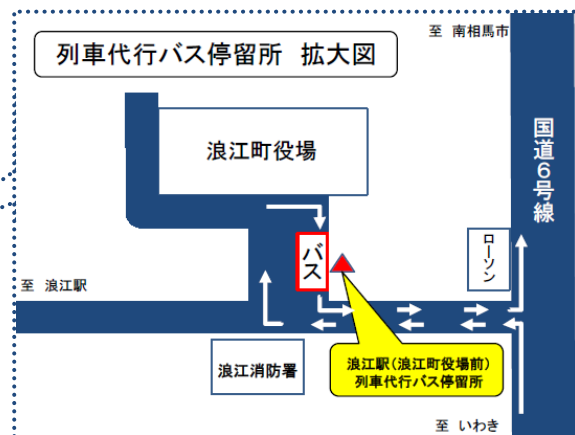 至 南相馬市
列車代行バス停留所 拡大図
国道6号線
浪江町役場
ローソン
バス
至 浪江駅
浪江消防署
浪江駅(浪江町役場前)
列車代行バス停留所
至 いわき